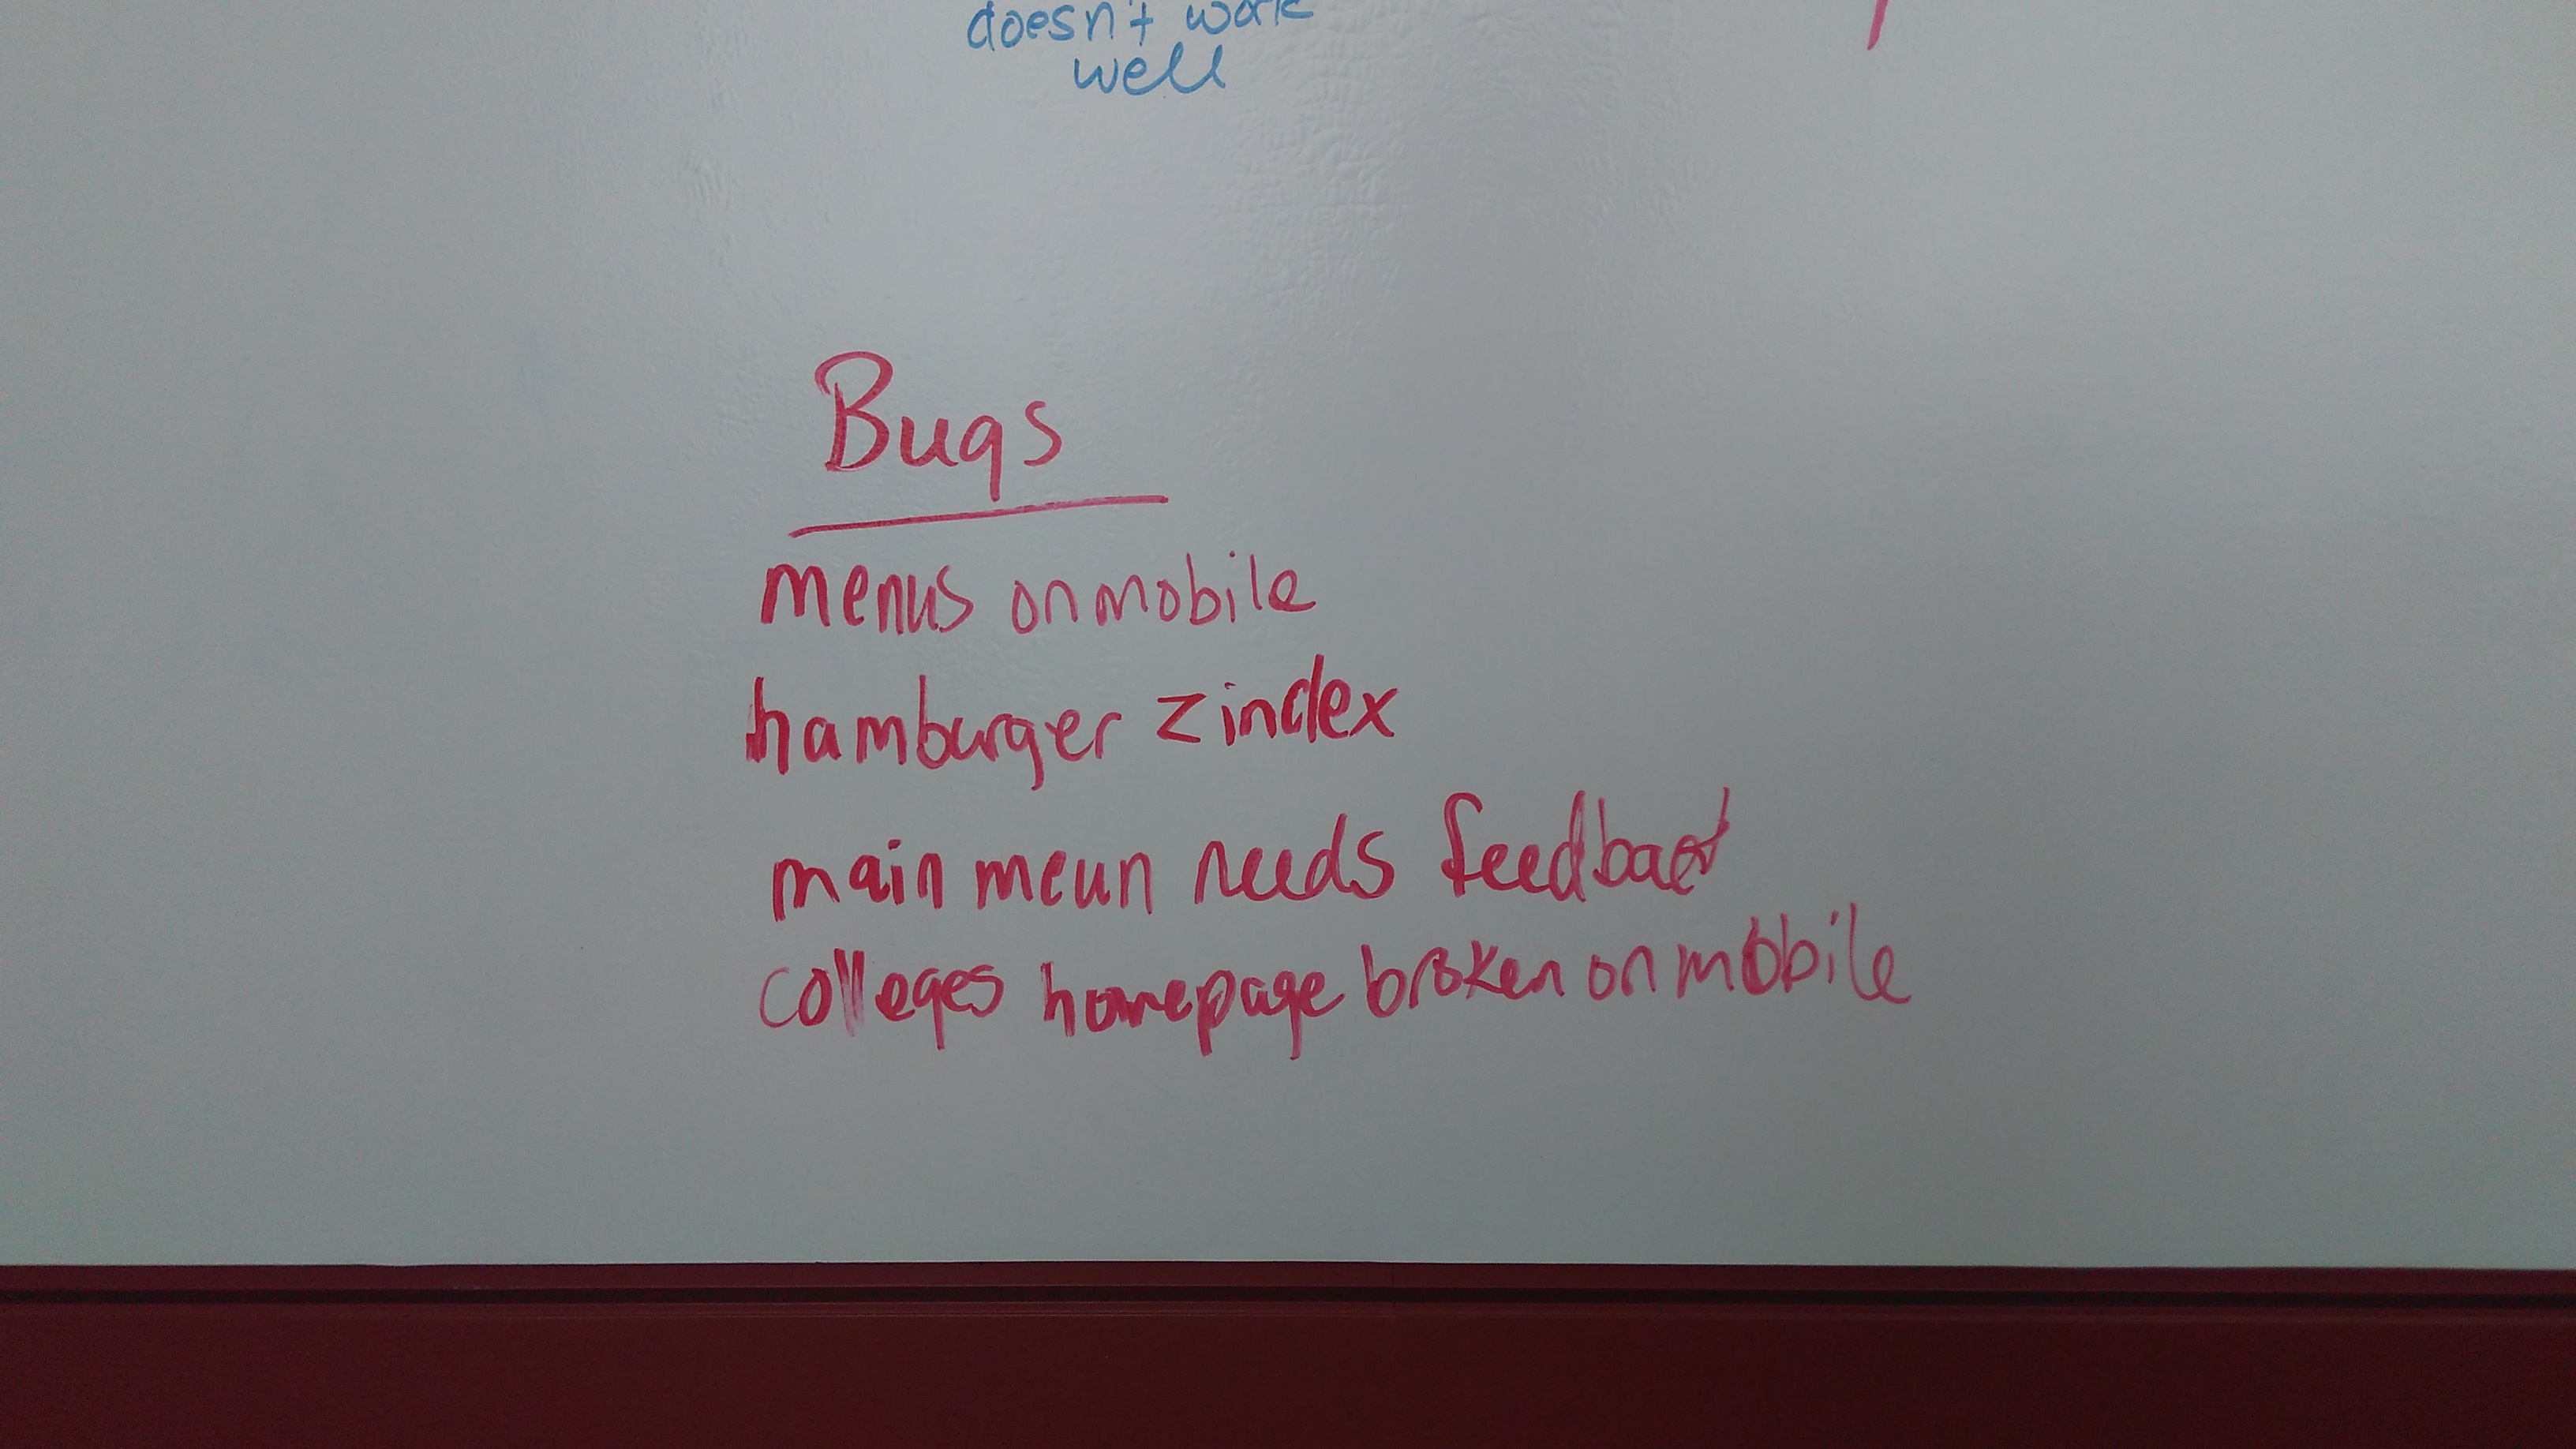 doesn't work
well
Bugs
menus on mobile
hamburger z index
main meun needs feedback
colleges homepage broken on mobile